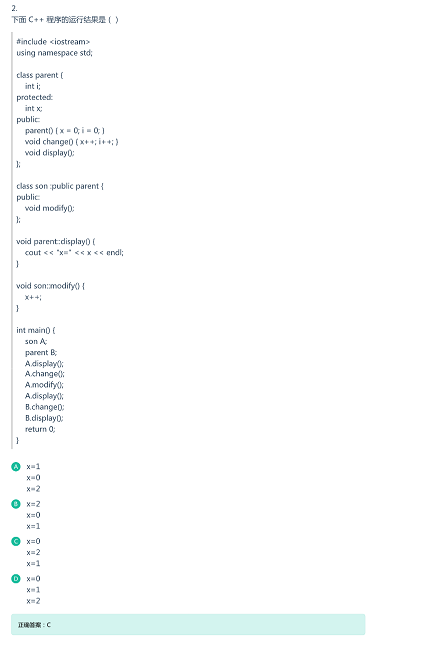 2.
下面 C++ 程序的运行结果是 ( )
#include <iostream>
using namespace std;
class parent {
int i;
protected:
int x;
public:
parent() { x = 0; i = 0; }
void change() { x++; i++; }
void display();
};
class son :public parent {
public:
void modify();
};
void parent::display() {
cout << "x=" << x << endl;
}
void son::modify() {
x++;
}
int main() {
son A;
parent B;
A.display();
A.change();
A.modify();
A.display();
B.change();
B.display();
return 0;
}
A x=1
x=0
x=2
B x=2
x=0
x=1
C x=0
x=2
x=1
D x=0
x=1
x=2
正确答案：C